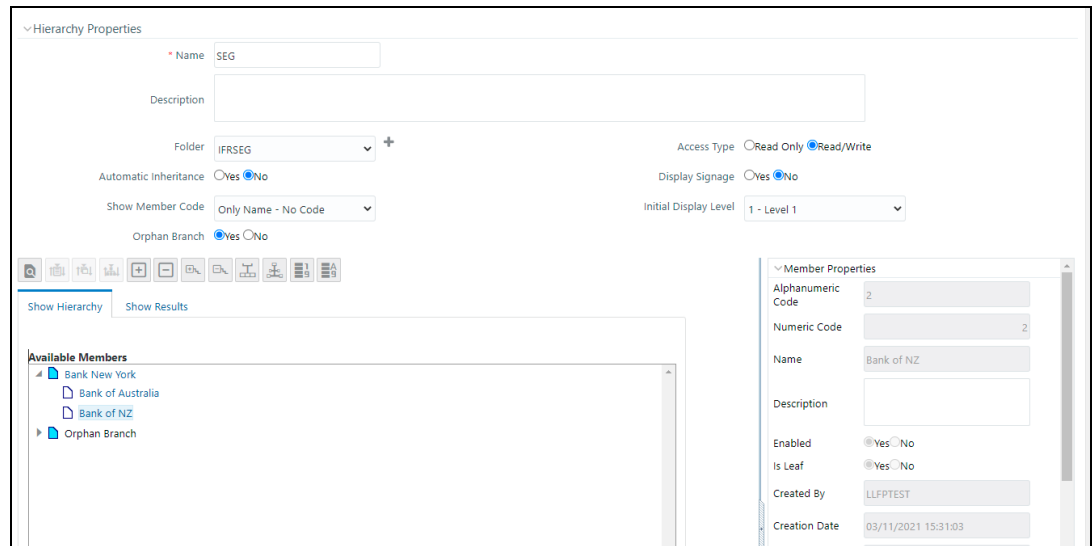 Hierarchy Properties
* Name SEG
Description
Folder IFRSEG
Access Type Read Only Read/Write
Automatic Inheritance Yes No
Display Signage Yes No
Show Member Code Only Name - No Code
Initial Display Level 1 - Level 1
Orphan Branch Yes No
Show Hierarchy Show Results
Available Members
Bank New York
Bank of Australia
Bank of NZ
Orphan Branch
Member Properties
Alphanumeric
Code 2
Numeric Code 2
Name Bank of NZ
Description
Enabled Yes No
Is Leaf Yes No
Created By LLFPTEST
Creation Date 03/11/2021 15:31:03